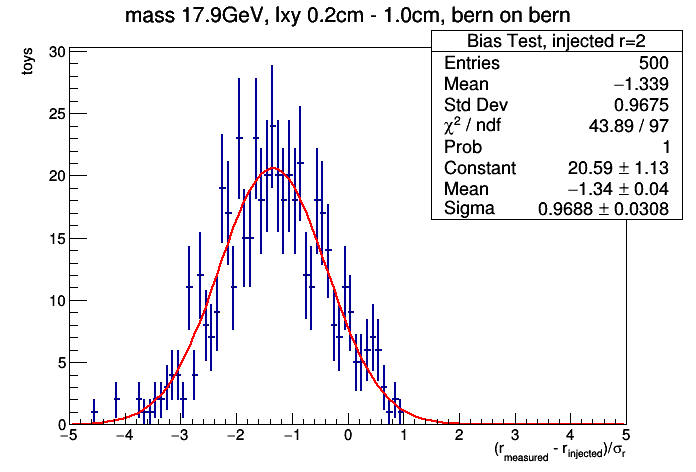 mass 17.9GeV, lxy 0.2cm - 1.0cm, bern on bern
Bias Test, injected r=2
Entries 500
Mean −1.339
Std Dev 0.9675
χ² / ndf 43.89 / 97
Prob 1
Constant 20.59 ± 1.13
Mean −1.34 ± 0.04
Sigma 0.9688 ± 0.0308
toys
30
25
20
15
10
5
0
−5 −4 −3 −2 −1 0 1 2 3 4 5
(r_measured - r_injected)/σ_r